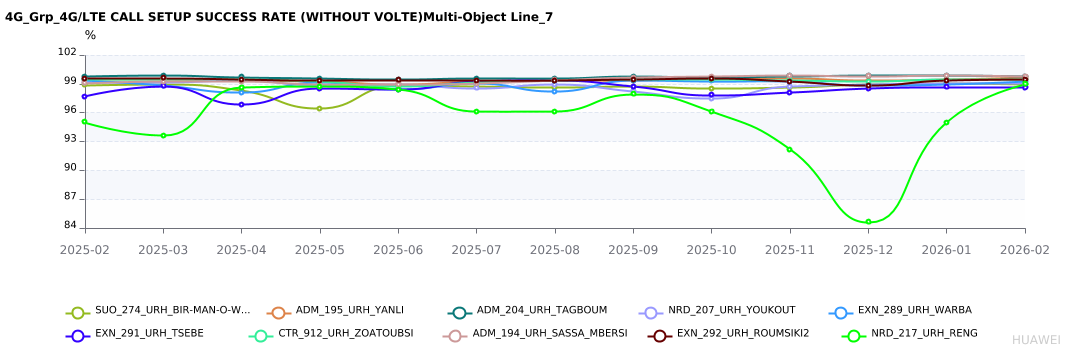 4G_Grp_4G/LTE CALL SETUP SUCCESS RATE (WITHOUT VOLTE)Multi-Object Line_7
%
102
99
96
93
90
87
84
2025-02 2025-03 2025-04 2025-05 2025-06 2025-07 2025-08 2025-09 2025-10 2025-11 2025-12 2026-01 2026-02
SUO_274_URH_BIR-MAN-O-W... ADM_195_URH_YANLI ADM_204_URH_TAGBOUM NRD_207_URH_YOUKOUT EXN_289_URH_WARBA
EXN_291_URH_TSEBE CTR_912_URH_ZOATOUBSI ADM_194_URH_SASSA_MBERSI EXN_292_URH_ROUMSIKI2 NRD_217_URH_RENG
HUAWEI